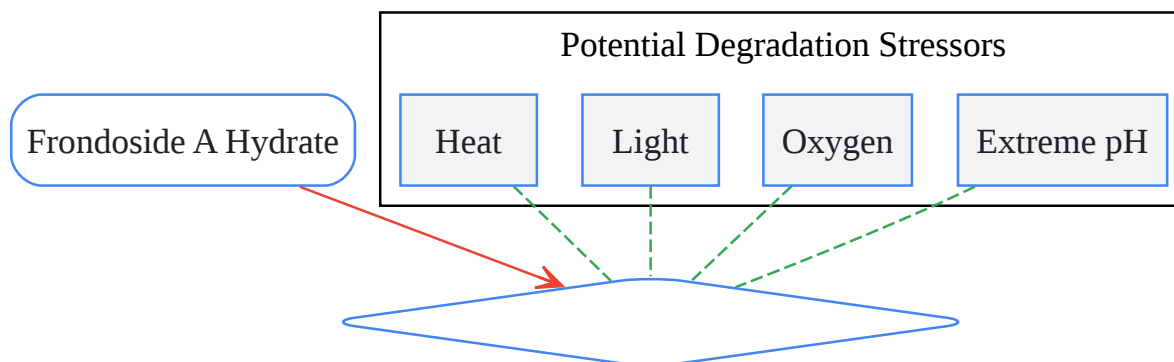 Potential Degradation Stressors
Frondoside A Hydrate
Heat
Light
Oxygen
Extreme pH